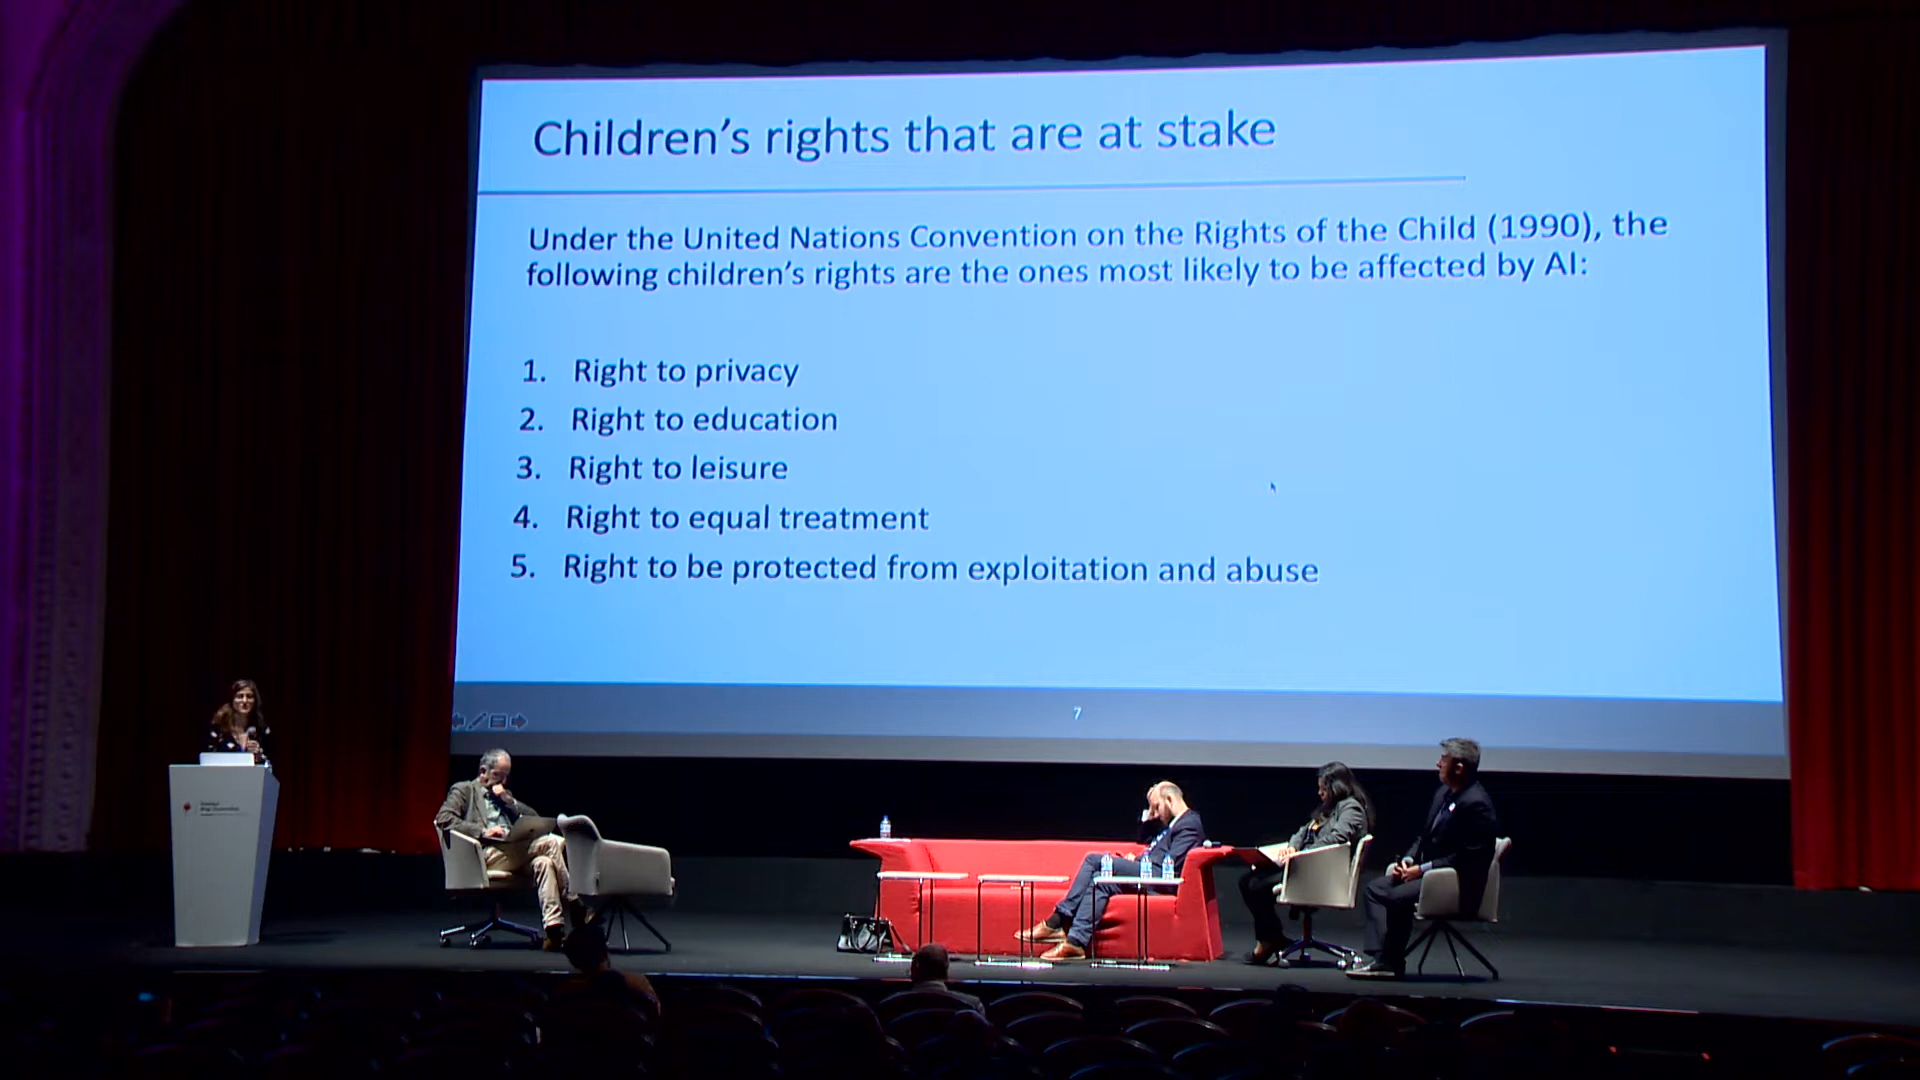 Children's rights that are at stake
Under the United Nations Convention on the Rights of the Child (1990), the
following children's rights are the ones most likely to be affected by AI:
1. Right to privacy
2. Right to education
3. Right to leisure
4. Right to equal treatment
5. Right to be protected from exploitation and abuse
7